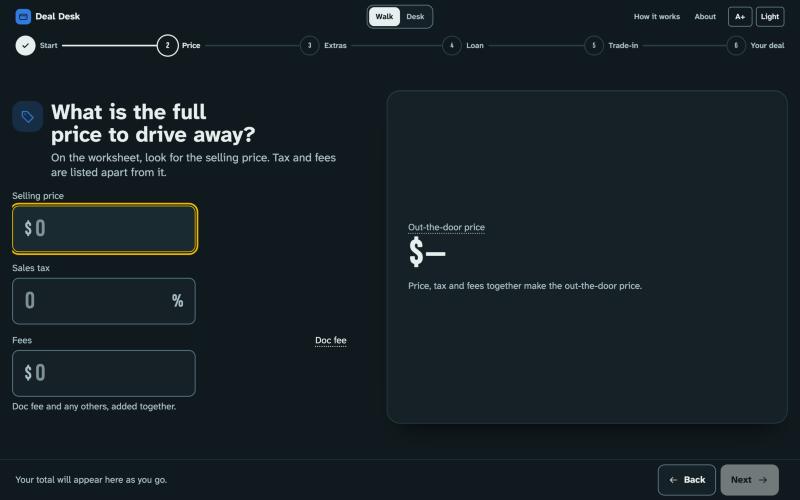 Deal Desk
Walk Desk
How it works About A+ Light
Start 2 Price 3 Extras 4 Loan 5 Trade-in 6 Your deal
What is the full
price to drive away?
On the worksheet, look for the selling price. Tax and fees
are listed apart from it.
Selling price
$ 0
Sales tax
0 %
Fees Doc fee
$ 0
Doc fee and any others, added together.
Out-the-door price
$—
Price, tax and fees together make the out-the-door price.
Your total will appear here as you go.
← Back Next →